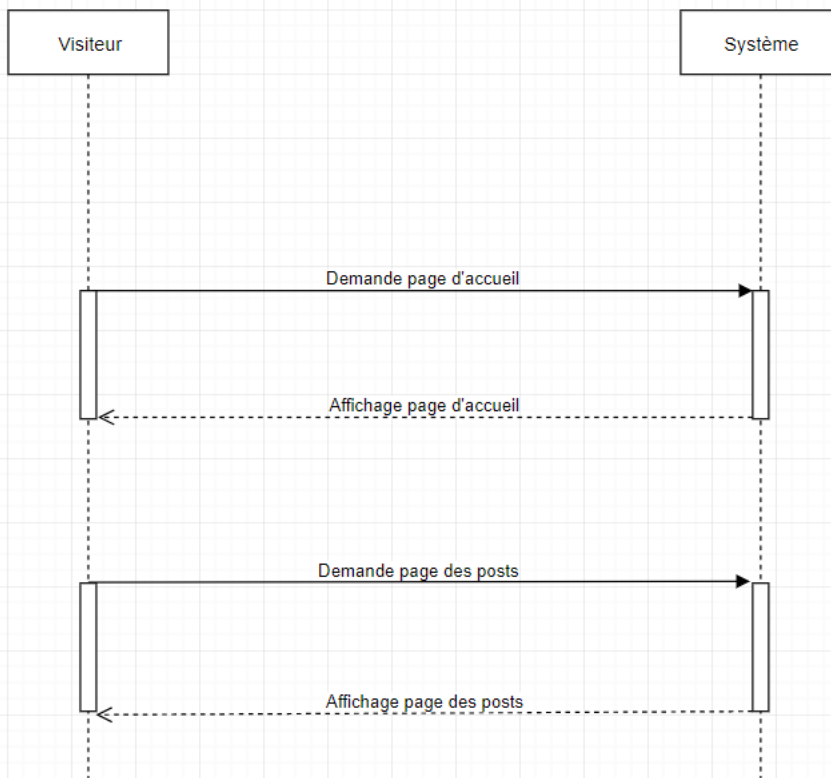 Visiteur
Système
Demande page d'accueil
Affichage page d'accueil
Demande page des posts
Affichage page des posts